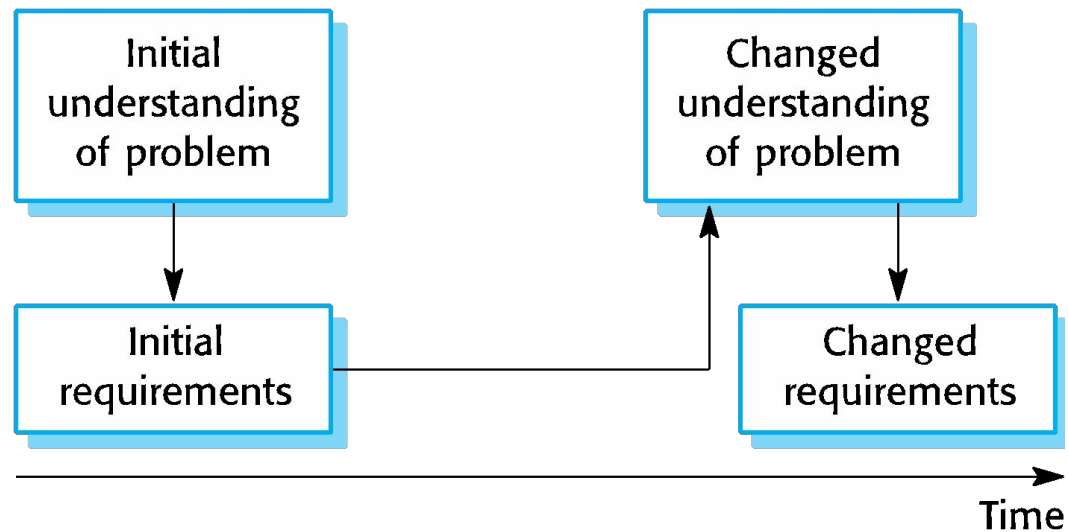 Initial
understanding
of problem
Changed
understanding
of problem
Initial
requirements
Changed
requirements
Time